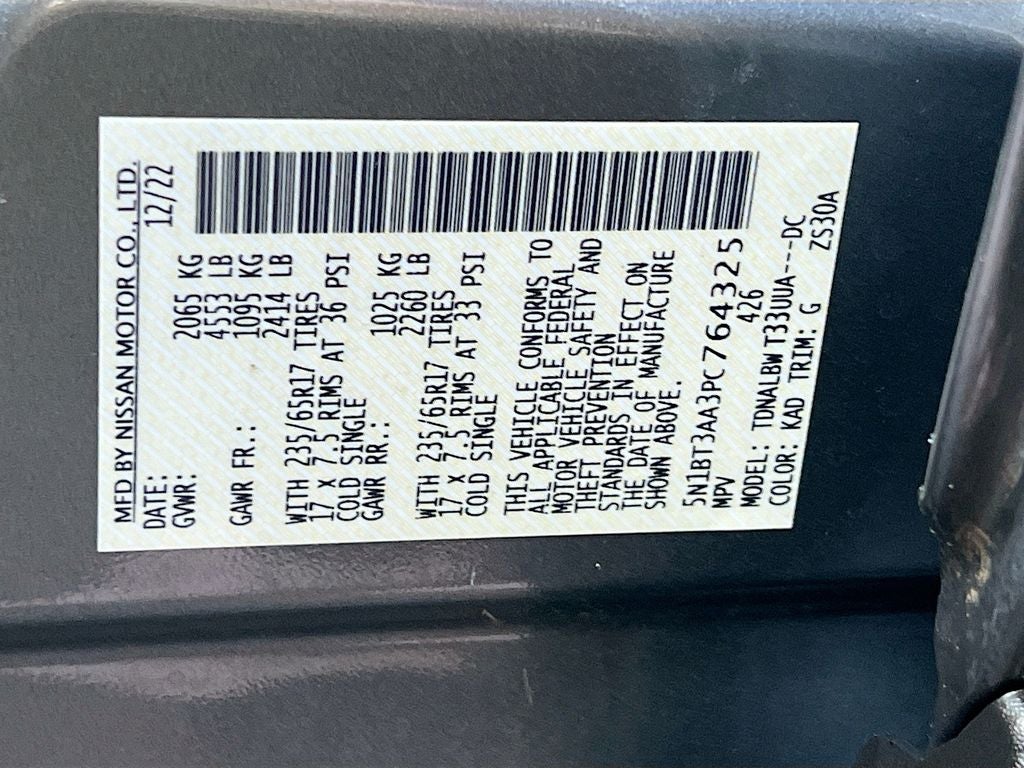 MFD BY NISSAN MOTOR CO., LTD.
DATE: 12/22
GVWR: 2065 KG
4553 LB
GAWR FR.: 1095 KG
2414 LB
WITH 235/65R17 TIRES
17 X 7.5 RIMS AT 36 PSI
COLD SINGLE
GAWR RR.: 1025 KG
2260 LB
WITH 235/65R17 TIRES
17 X 7.5 RIMS AT 33 PSI
COLD SINGLE
THIS VEHICLE CONFORMS TO
ALL APPLICABLE FEDERAL
MOTOR VEHICLE SAFETY AND
THEFT PREVENTION
STANDARDS IN EFFECT ON
THE DATE OF MANUFACTURE
SHOWN ABOVE.
5N1BT3AA3PC764325
MPV 426
MODEL: TDNALBW T33UUA---DC
COLOR: KAD TRIM: G ZS30A